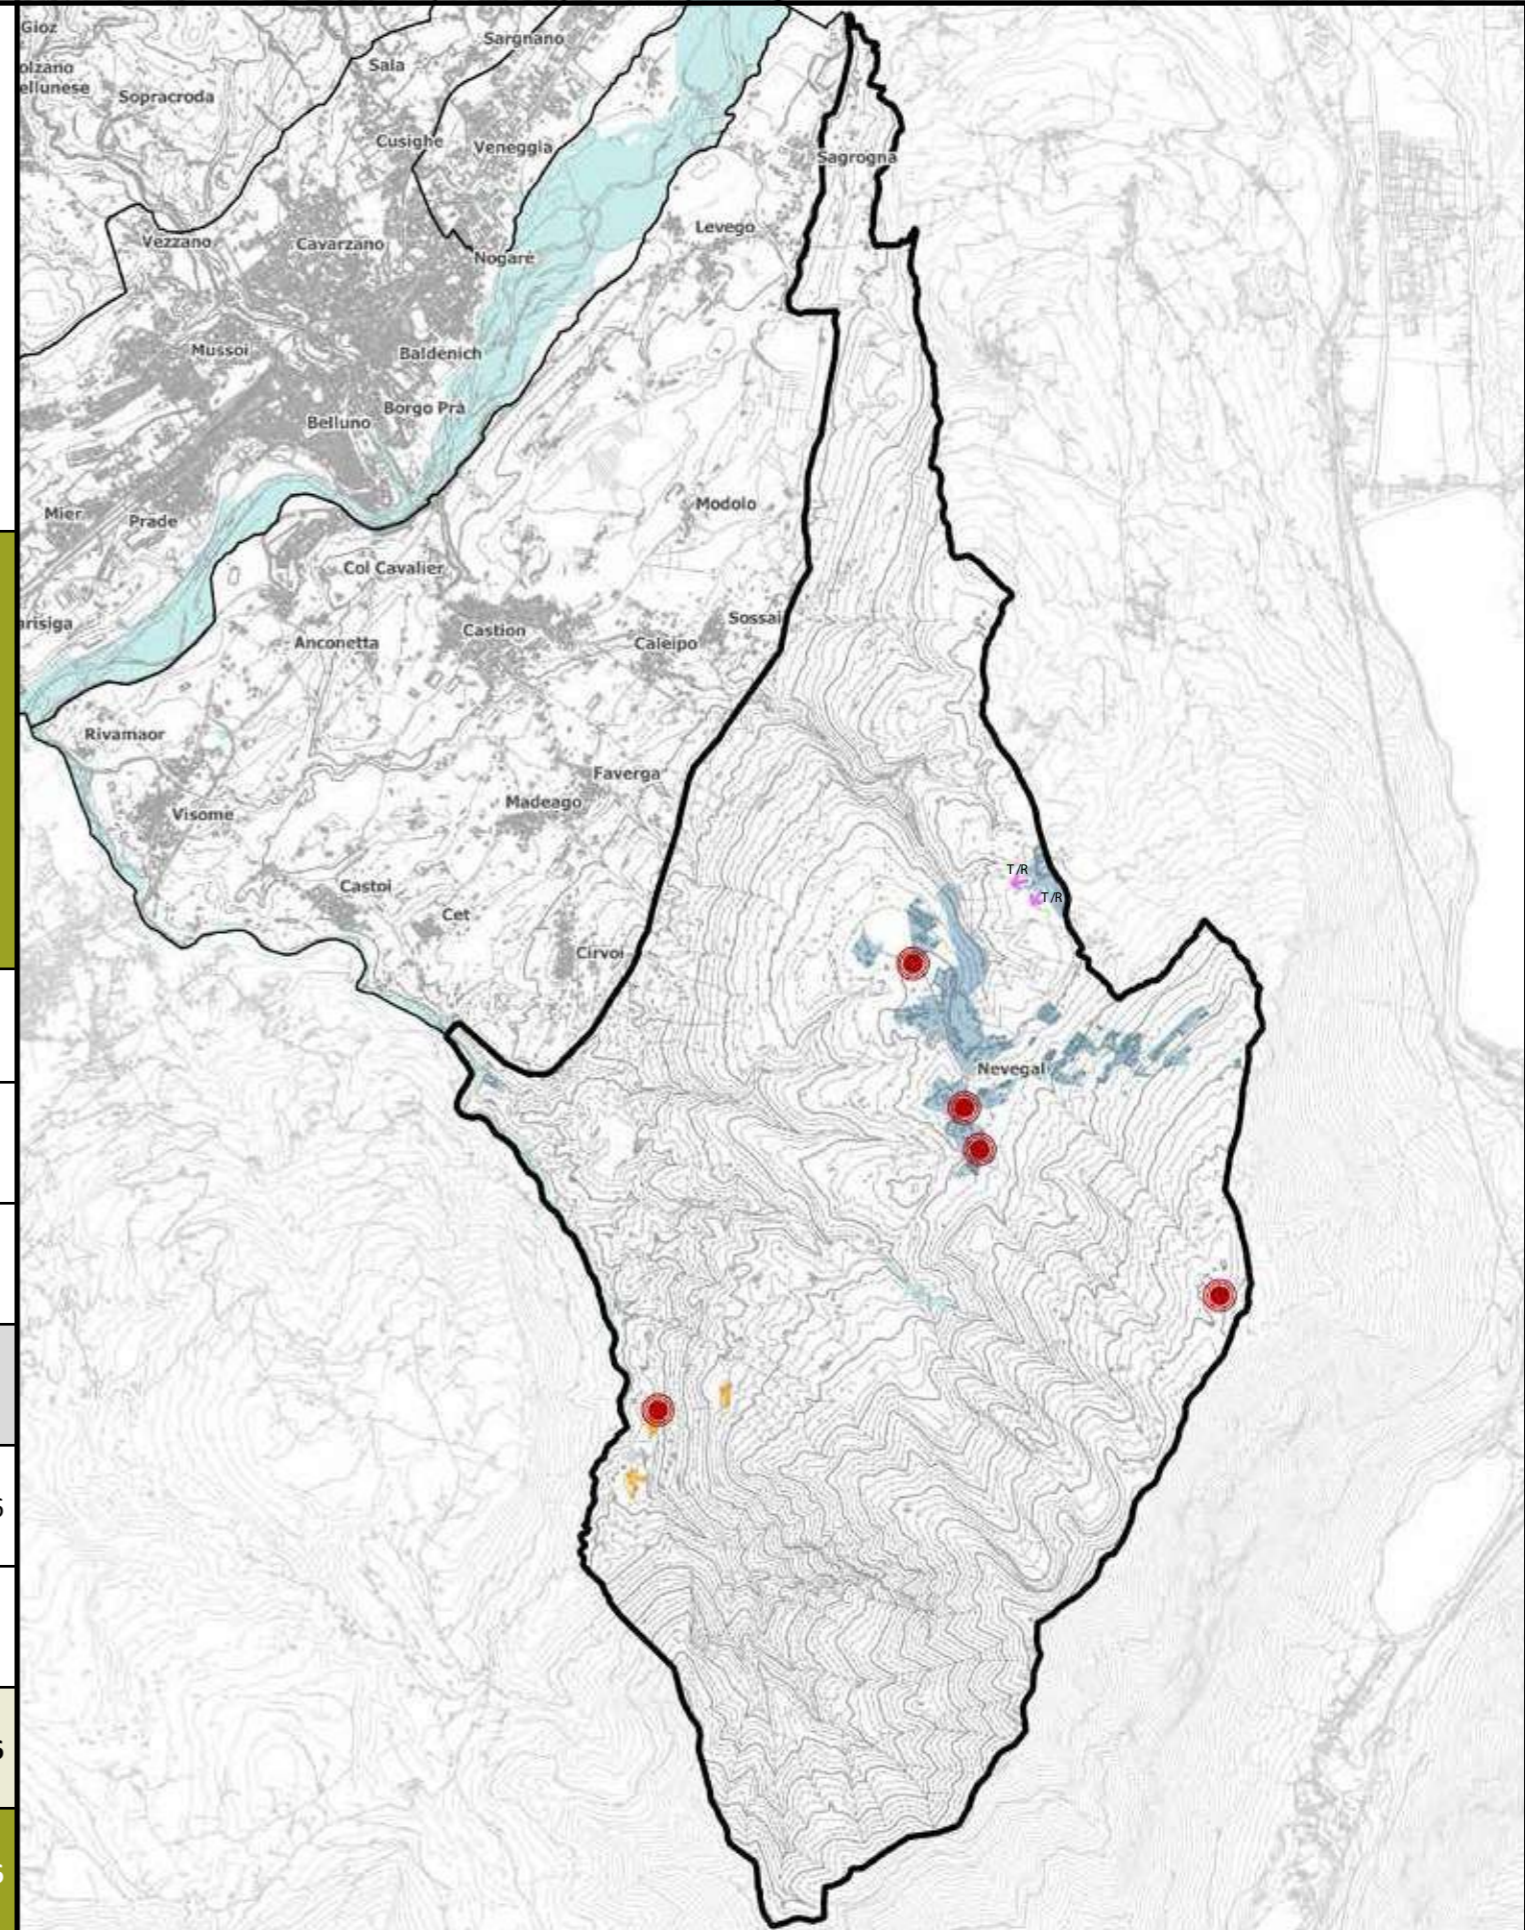 Gioz
Sargnano
Sala
olzano
ellunese
Sopracroda
Cusighe
Veneggia
Sagrogna
Levego
Vezzano
Cavarzano
Nogarè
Mussoi
Baldenich
Borgo Prà
Belluno
Modolo
Mier
Prade
Col Cavalier
arisiga
Sossai
Castion
Anconetta
Caleipo
Rivamaor
Faverga
Madeago
Visome
T/R
T/R
Castoi
Cet
Cirvoi
Nevegal